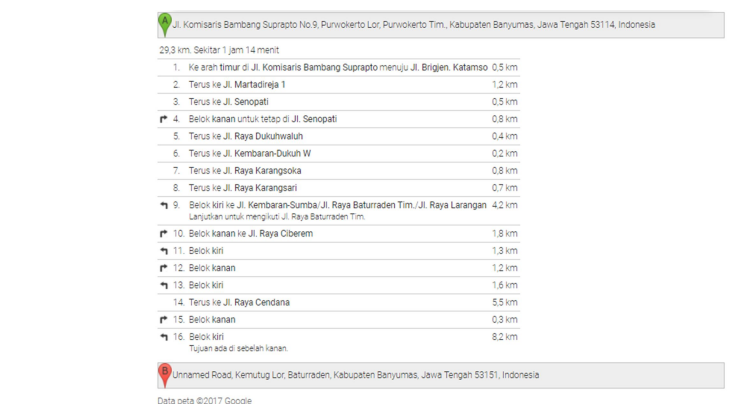 A Jl. Komisaris Bambang Suprapto No.9, Purwokerto Lor, Purwokerto Tim., Kabupaten Banyumas, Jawa Tengah 53114, Indonesia
29,3 km. Sekitar 1 jam 14 menit
1. Ke arah timur di Jl. Komisaris Bambang Suprapto menuju Jl. Brigjen. Katamso 0,5 km
2. Terus ke Jl. Martadireja 1 1,2 km
3. Terus ke Jl. Senopati 0,5 km
4. Belok kanan untuk tetap di Jl. Senopati 0,8 km
5. Terus ke Jl. Raya Dukuhwaluh 0,4 km
6. Terus ke Jl. Kembaran-Dukuh W 0,2 km
7. Terus ke Jl. Raya Karangsoka 0,8 km
8. Terus ke Jl. Raya Karangsari 0,7 km
9. Belok kiri ke Jl. Kembaran-Sumba/Jl. Raya Baturraden Tim./Jl. Raya Larangan 4,2 km
Lanjutkan untuk mengikuti Jl. Raya Baturraden Tim.
10. Belok kanan ke Jl. Raya Ciberem 1,8 km
11. Belok kiri 1,3 km
12. Belok kanan 1,2 km
13. Belok kiri 1,6 km
14. Terus ke Jl. Raya Cendana 5,5 km
15. Belok kanan 0,3 km
16. Belok kiri 8,2 km
Tujuan ada di sebelah kanan.
B Unnamed Road, Kemutug Lor, Baturraden, Kabupaten Banyumas, Jawa Tengah 53151, Indonesia
Data peta ©2017 Google